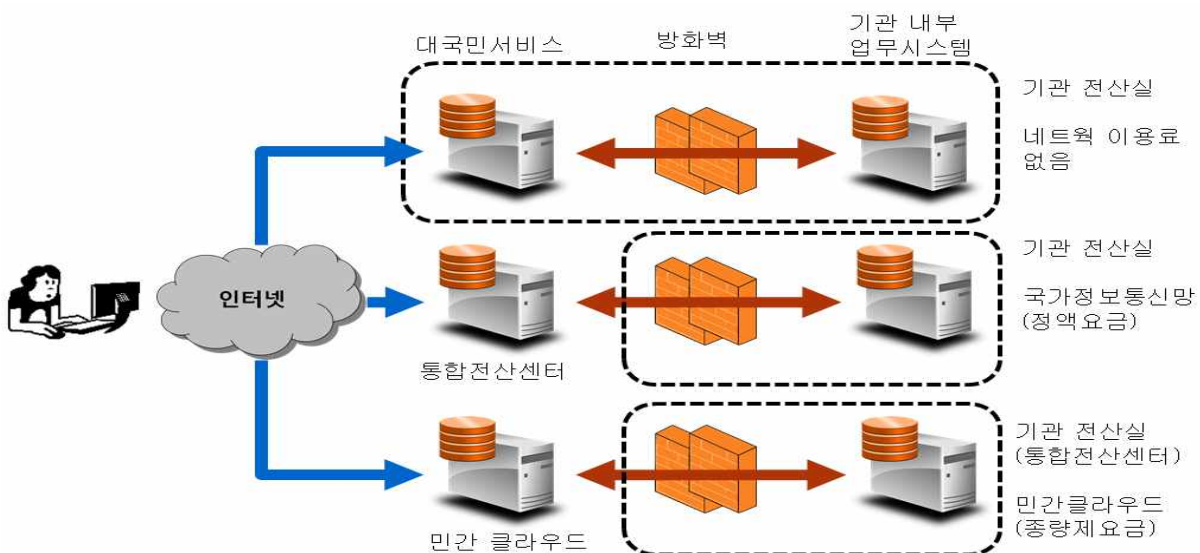 대국민서비스
방화벽
기관 내부
업무시스템
기관 전산실
네트웍 이용료
없음
인터넷
통합전산센터
기관 전산실
국가정보통신망
(정액요금)
민간 클라우드
기관 전산실
(통합전산센터)
민간클라우드
(종량제요금)